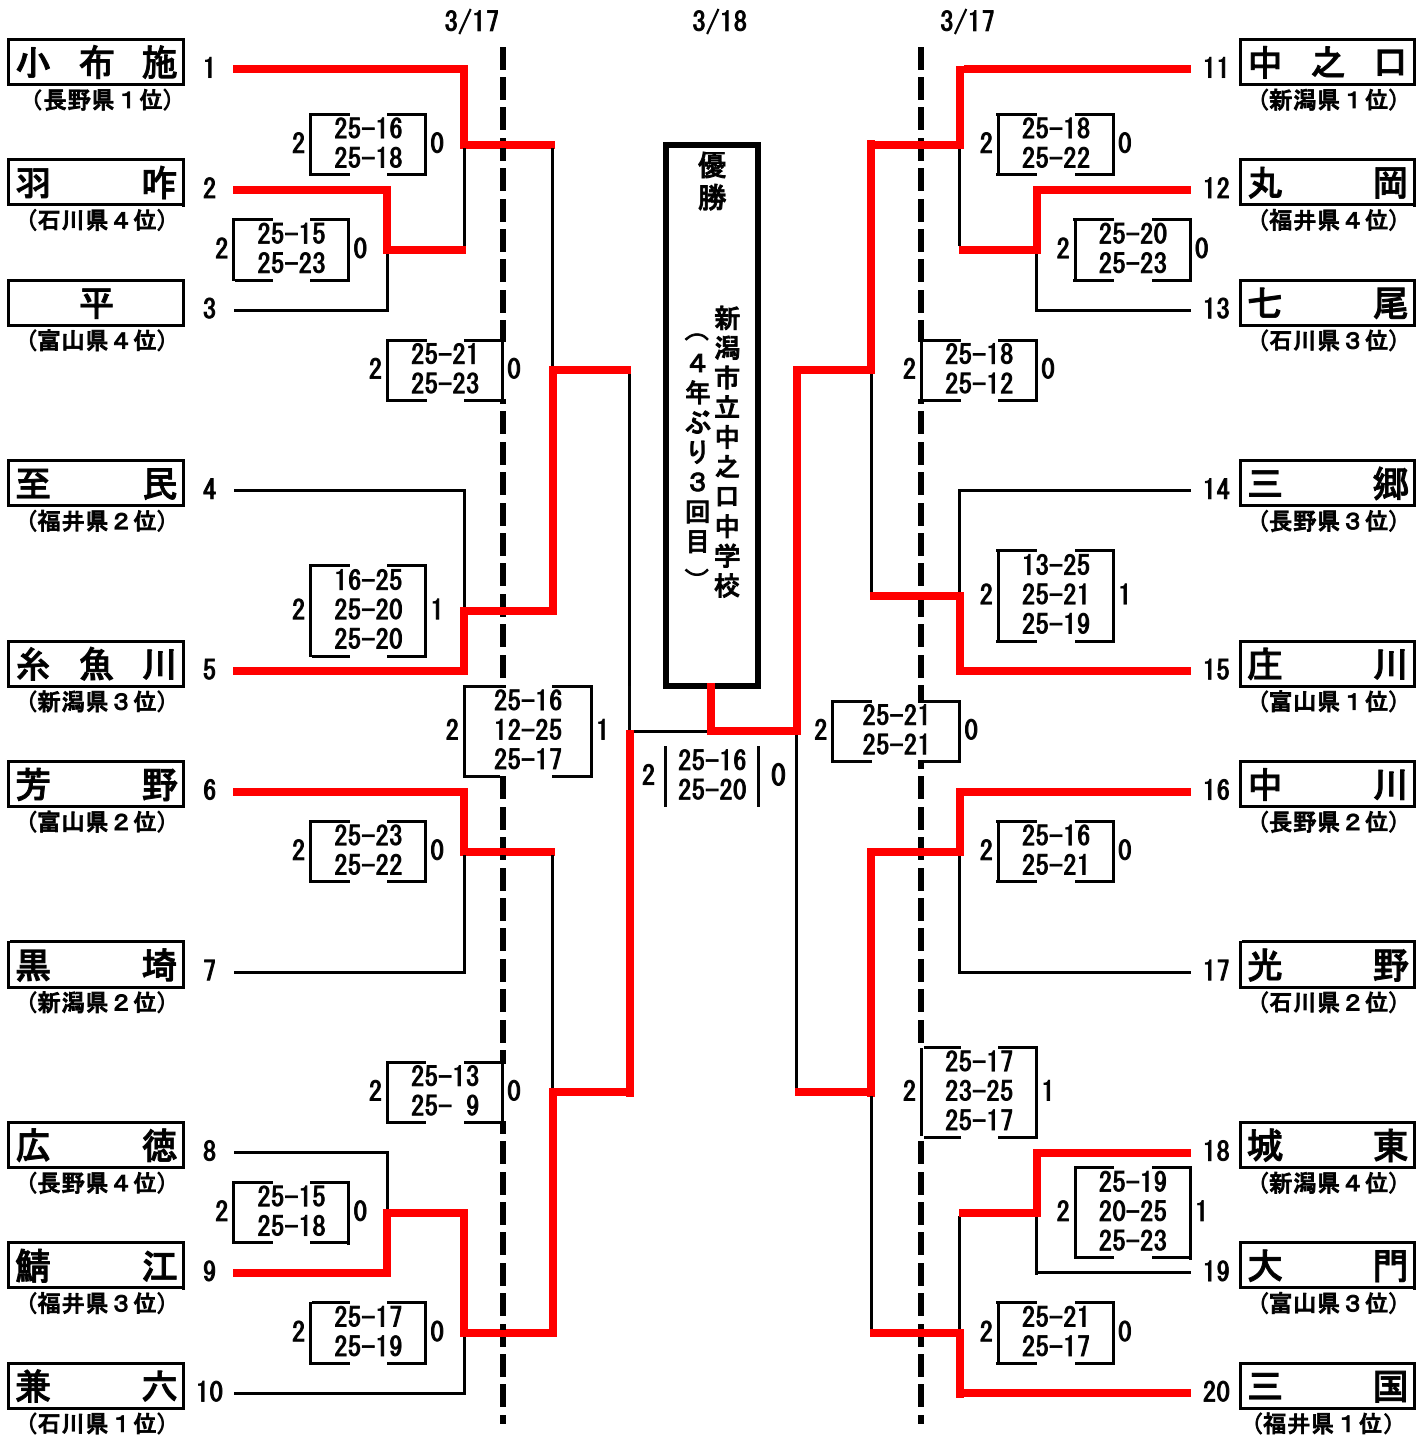 3/17
3/18
3/17
小布施
1
(長野県1位)
2
25-16
25-18
0
羽咋
2
(石川県4位)
2
25-15
25-23
0
平
3
(富山県4位)
2
25-21
25-23
0
至民
4
(福井県2位)
2
16-25
25-20
25-20
1
糸魚川
5
(新潟県3位)
2
25-16
12-25
25-17
1
芳野
6
(富山県2位)
2
25-23
25-22
0
黒埼
7
(新潟県2位)
2
25-13
25- 9
0
広徳
8
(長野県4位)
2
25-15
25-18
0
鯖江
9
(福井県3位)
2
25-17
25-19
0
兼六
10
(石川県1位)
優勝
新潟市立中之口中学校
(4年ぶり3回目)
2
25-16
25-20
0
11
中之口
(新潟県1位)
2
25-18
25-22
0
12
丸岡
(福井県4位)
2
25-20
25-23
0
13
七尾
(石川県3位)
2
25-18
25-12
0
14
三郷
(長野県3位)
2
13-25
25-21
25-19
1
15
庄川
(富山県1位)
2
25-21
25-21
0
16
中川
(長野県2位)
2
25-16
25-21
0
17
光野
(石川県2位)
2
25-17
23-25
25-17
1
18
城東
(新潟県4位)
2
25-19
20-25
25-23
1
19
大門
(富山県3位)
2
25-21
25-17
0
20
三国
(福井県1位)